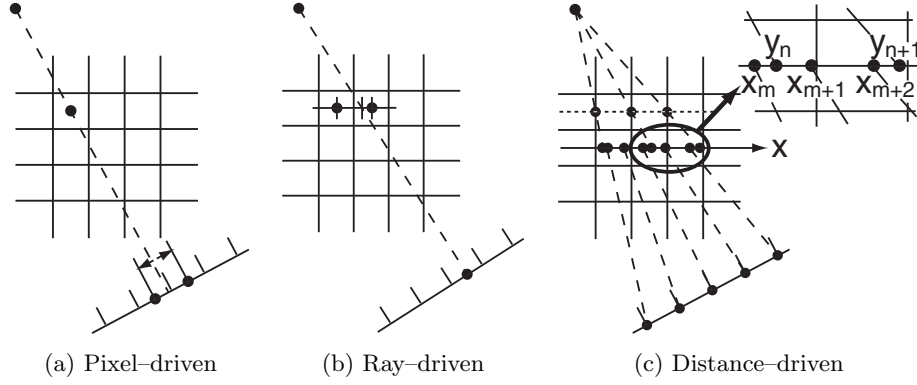 yₙ yₙ₊₁
xₘ xₘ₊₁ xₘ₊₂
x
(a) Pixel–driven (b) Ray–driven (c) Distance–driven